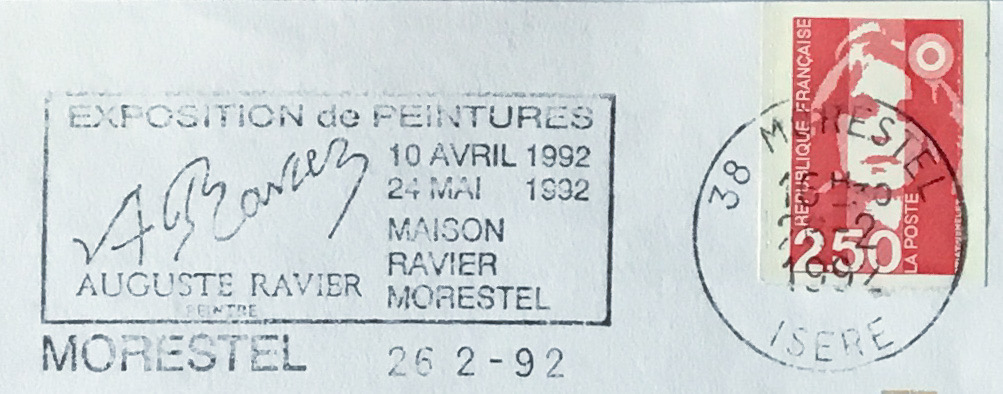 EXPOSITION de PEINTURES
A Ravier
10 AVRIL 1992
24 MAI 1992
MAISON
RAVIER
MORESTEL
AUGUSTE RAVIER
PEINTRE
MORESTEL 26 2-92
38 MORESTEL
1992
ISERE
REPUBLIQUE FRANÇAISE
2,50
LA POSTE